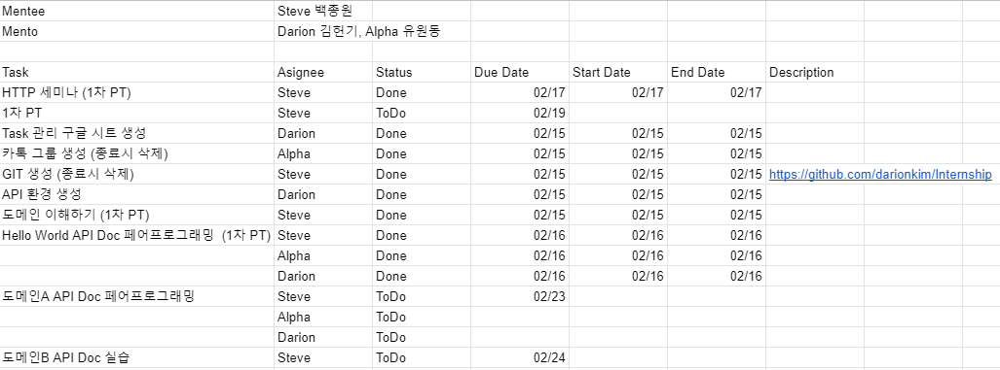 Mentee Steve 백종원
Mento Darion 김헌기, Alpha 유원동
Task Asignee Status Due Date Start Date End Date Description
HTTP 세미나 (1차 PT) Steve Done 02/17 02/17 02/17
1차 PT Steve ToDo 02/19
Task 관리 구글 시트 생성 Darion Done 02/15 02/15 02/15
카톡 그룹 생성 (종료시 삭제) Alpha Done 02/15 02/15 02/15
GIT 생성 (종료시 삭제) Steve Done 02/15 02/15 02/15 https://github.com/darionkim/Internship
API 환경 생성 Darion Done 02/15 02/15 02/15
도메인 이해하기 (1차 PT) Steve Done 02/15 02/15 02/15
Hello World API Doc 페어프로그래밍  (1차 PT) Steve Done 02/16 02/16 02/16
Alpha Done 02/16 02/16 02/16
Darion Done 02/16 02/16 02/16
도메인A API Doc 페어프로그래밍 Steve ToDo 02/23
Alpha ToDo
Darion ToDo
도메인B API Doc 실습 Steve ToDo 02/24